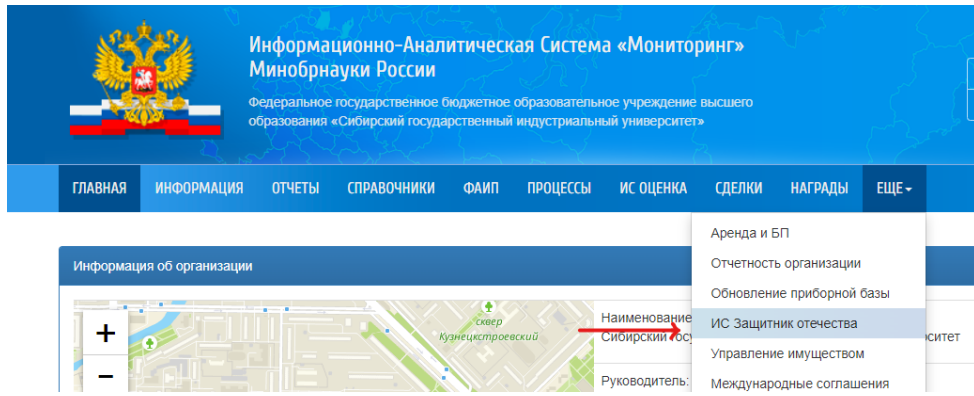 Информационно-Аналитическая Система «Мониторинг»
Минобрнауки России
Федеральное государственное бюджетное образовательное учреждение высшего
образования «Сибирский государственный индустриальный университет»
ГЛАВНАЯ ИНФОРМАЦИЯ ОТЧЕТЫ СПРАВОЧНИКИ ФАИП ПРОЦЕССЫ ИС ОЦЕНКА СДЕЛКИ НАГРАДЫ ЕЩЕ
Аренда и БП
Отчетность организации
Обновление приборной базы
ИС Защитник отечества
Управление имуществом
Международные соглашения
Информация об организации
+
−
сквер
Кузнецкстроевский
Наименование
Сибирский госу
рситет
Руководитель: